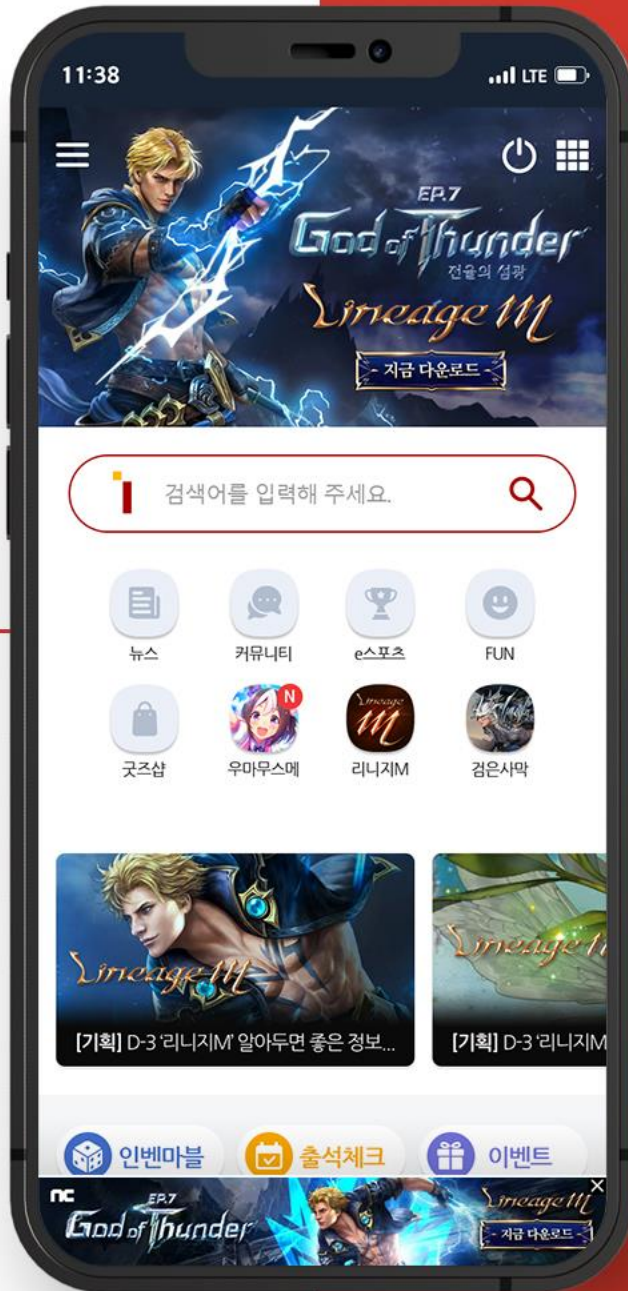 11:38
LTE
EP.7
God of Thunder
전율의 섬광
Lineage M
지금 다운로드
검색어를 입력해 주세요.
뉴스
커뮤니티
e스포츠
FUN
N
Lineage
M
굿즈샵
우마무스메
리니지M
검은사막
Lineage M
[기획] D-3 ‘리니지M’ 알아두면 좋은 정보...
Lineage M
[기획] D-3 ‘리니지M
인벤마블
출석체크
이벤트
nc
EP.7
God of Thunder
Lineage M
지금 다운로드